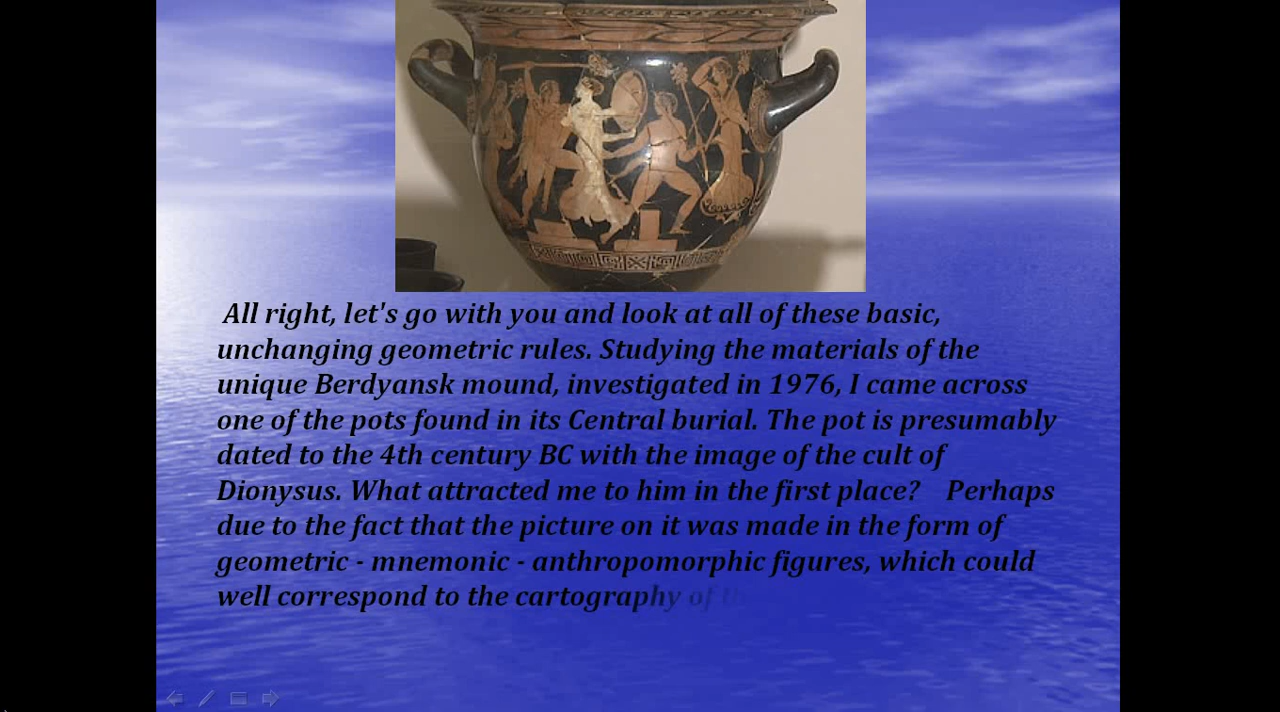 All right, let's go with you and look at all of these basic,
unchanging geometric rules. Studying the materials of the
unique Berdyansk mound, investigated in 1976, I came across
one of the pots found in its Central burial. The pot is presumably
dated to the 4th century BC with the image of the cult of
Dionysus. What attracted me to him in the first place? Perhaps
due to the fact that the picture on it was made in the form of
geometric - mnemonic - anthropomorphic figures, which could
well correspond to the cartography of